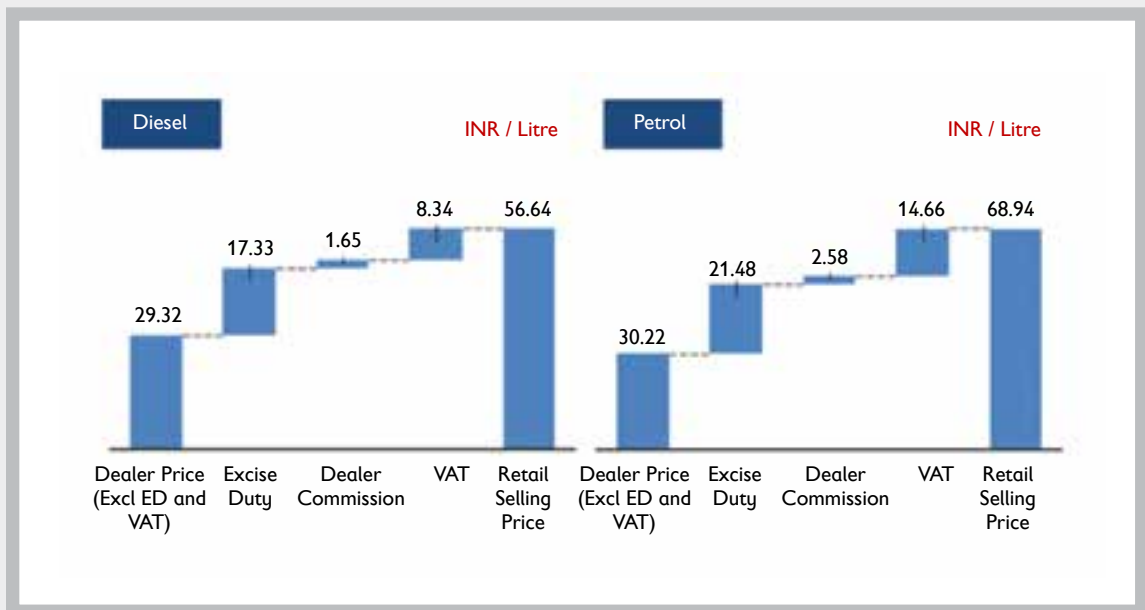 Diesel
INR / Litre
29.32
17.33
1.65
8.34
56.64
Dealer Price
(Excl ED and
VAT)
Excise
Duty
Dealer
Commission
VAT
Retail
Selling
Price
Petrol
INR / Litre
30.22
21.48
2.58
14.66
68.94
Dealer Price
(Excl ED and
VAT)
Excise
Duty
Dealer
Commission
VAT
Retail
Selling
Price